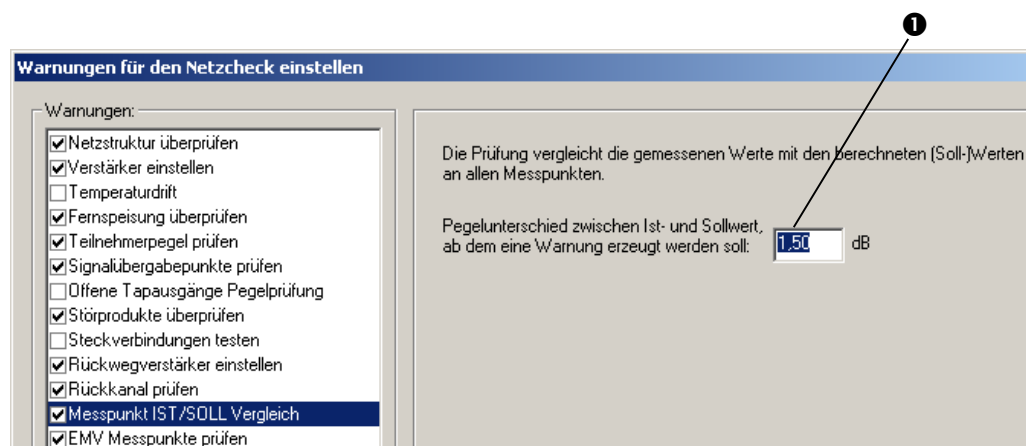 ❶
Warnungen für den Netzcheck einstellen
Warnungen:
Netzstruktur überprüfen
Verstärker einstellen
Temperaturdrift
Fernspeisung überprüfen
Teilnehmerpegel prüfen
Signalübergabepunkte prüfen
Offene Tapausgänge Pegelprüfung
Störprodukte überprüfen
Steckverbindungen testen
Rückwegverstärker einstellen
Rückkanal prüfen
Messpunkt IST/SOLL Vergleich
EMV Messpunkte prüfen
Die Prüfung vergleicht die gemessenen Werte mit den berechneten (Soll-)Werten
an allen Messpunkten.
Pegelunterschied zwischen Ist- und Sollwert,
ab dem eine Warnung erzeugt werden soll: 1,50 dB